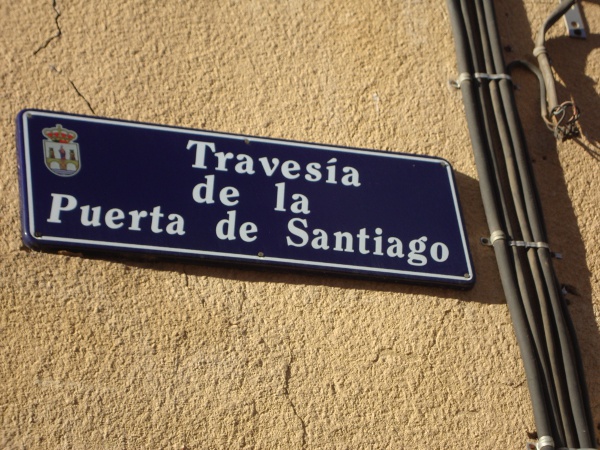 Travesía
de la
Puerta de Santiago